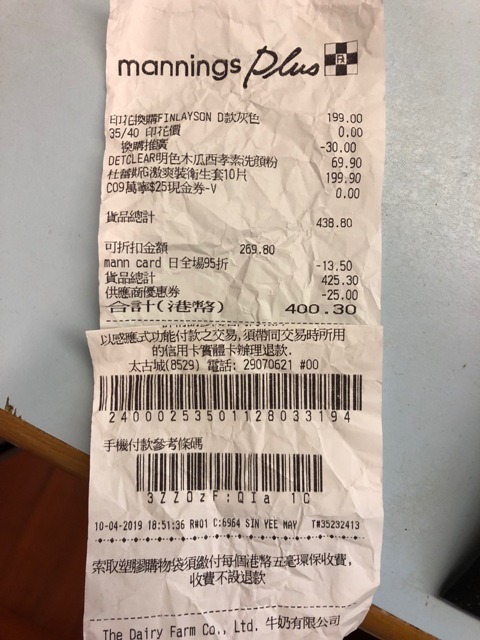 mannings Plus
印花換購FINLAYSON D款灰色 199.00
35/40 印花價 0.00
換購推廣 -30.00
DETCLEAR明色木瓜西孝素洗顏粉 69.90
杜蕾斯G激爽装衛生套10片 199.90
C09萬寧$25現金券-V 0.00
貨品總計 438.80
可折扣金額 269.80
mann card 日全場95折 -13.50
貨品總計 425.30
供應商優惠券 -25.00
合計(港幣) 400.30
以感應式功能付款之交易,須帶同交易時所用
的信用卡實體卡辦理退款.
太古城(8529) 電話: 29070621 #00
2400025350112803319​4
手機付款參考條碼
3ZZOzF:QIa 1C
10-04-2019 18:51:36 R#01 C:6964 SIN YEE MAY T#35232413
索取塑膠購物袋須繳付每個港幣五毫環保收費,
收費不設退款
The Dairy Farm Co., Ltd. 牛奶有限公司